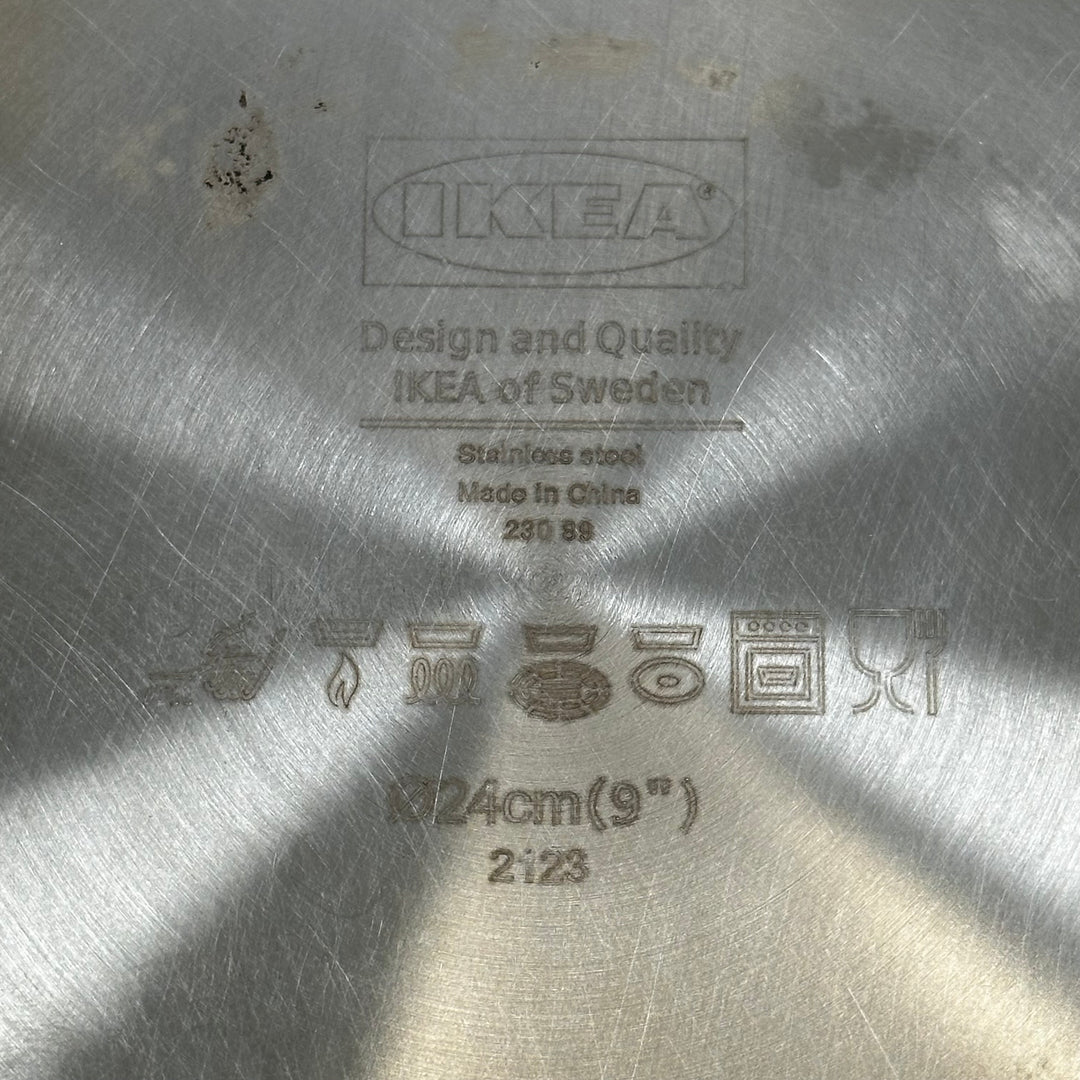 IKEA®
Design and Quality
IKEA of Sweden
Stainless steel
Made in China
230 89
Ø24cm(9")
2123